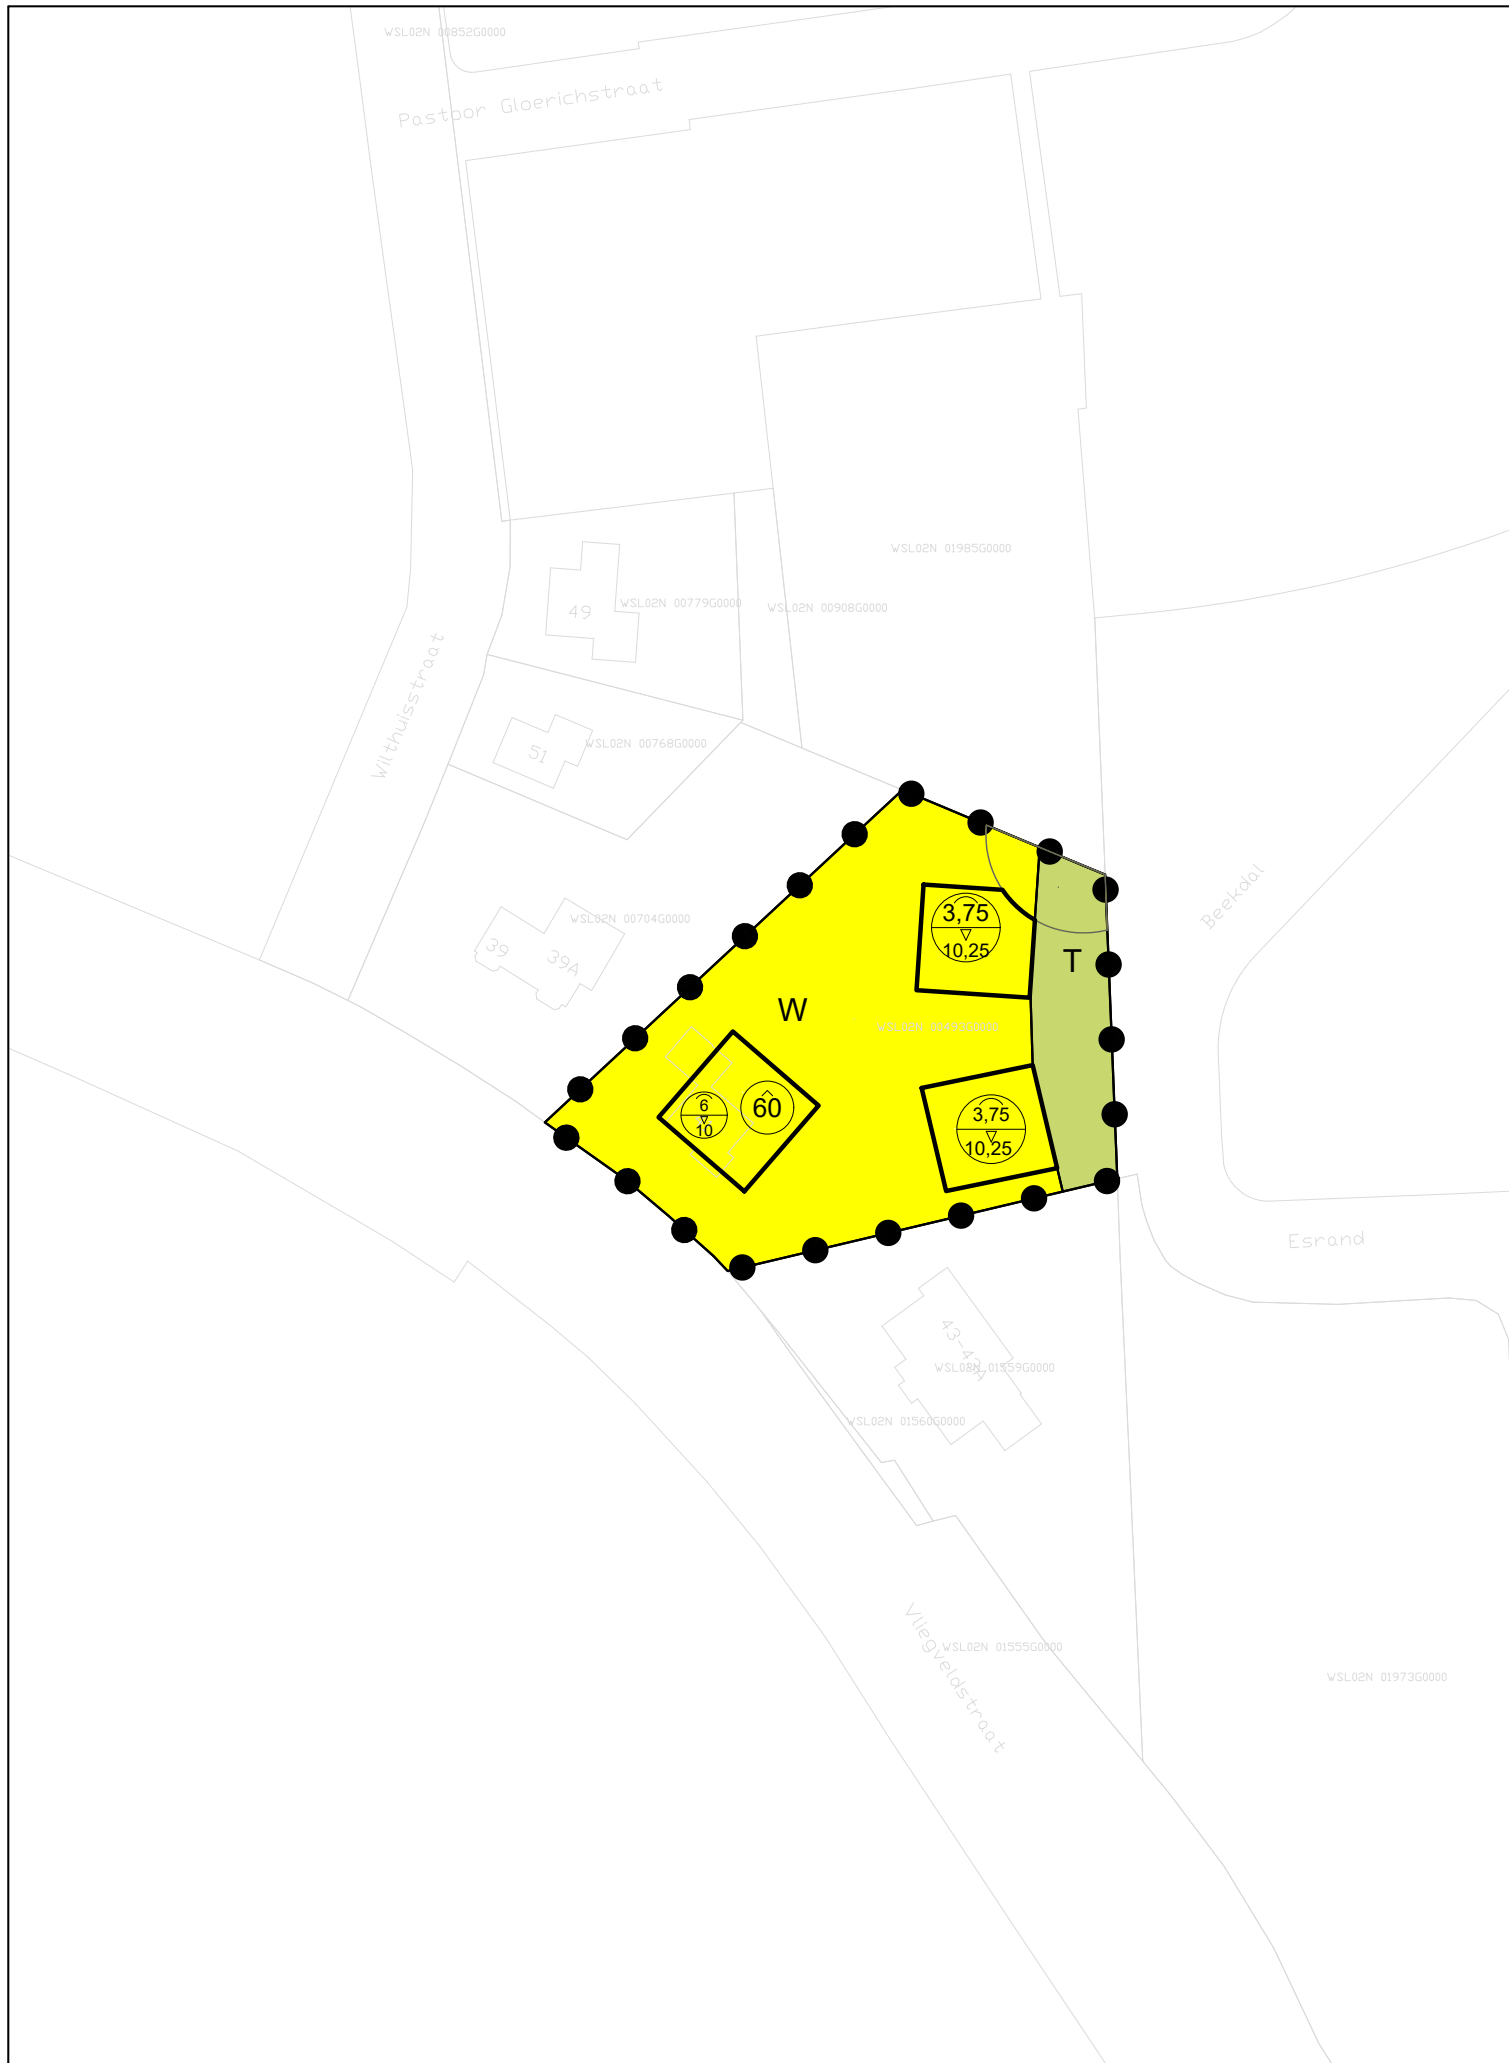 WSL02N 00852G0000
Pastoor Gloerichstraat
WSL02N 01985G0000
49
WSL02N 00779G0000
WSL02N 00908G0000
Wilthuisstraat
51
WSL02N 00768G0000
Beekdal
39
39A
WSL02N 00704G0000
3,75
10,25
T
W
6
10
60
3,75
10,25
Esrand
WSL02N 01559G0000
WSL02N 01560G0000
Vliegveldstraat
WSL02N 01555G0000
WSL02N 01973G0000